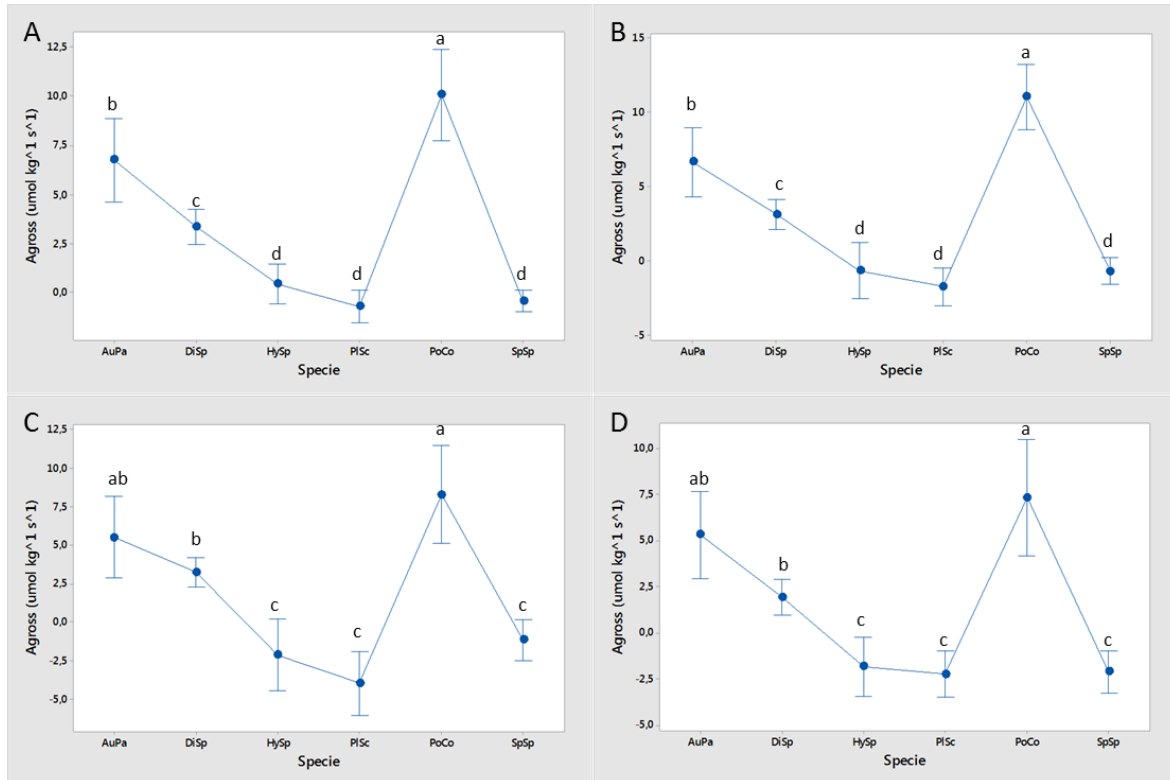 A
Agross (umol kg^1 s^1)
12,5
10,0
7,5
5,0
2,5
0,0
b
c
d
d
a
d
AuPa DiSp HySp PlSc PoCo SpSp
Specie
B
Agross (umol kg^1 s^1)
15
10
5
0
-5
b
c
d
d
a
d
AuPa DiSp HySp PlSc PoCo SpSp
Specie
C
Agross (umol kg^1 s^1)
12,5
10,0
7,5
5,0
2,5
0,0
-2,5
-5,0
ab
b
c
c
a
c
AuPa DiSp HySp PlSc PoCo SpSp
Specie
D
Agross (umol kg^1 s^1)
10,0
7,5
5,0
2,5
0,0
-2,5
-5,0
ab
b
c
c
a
c
AuPa DiSp HySp PlSc PoCo SpSp
Specie